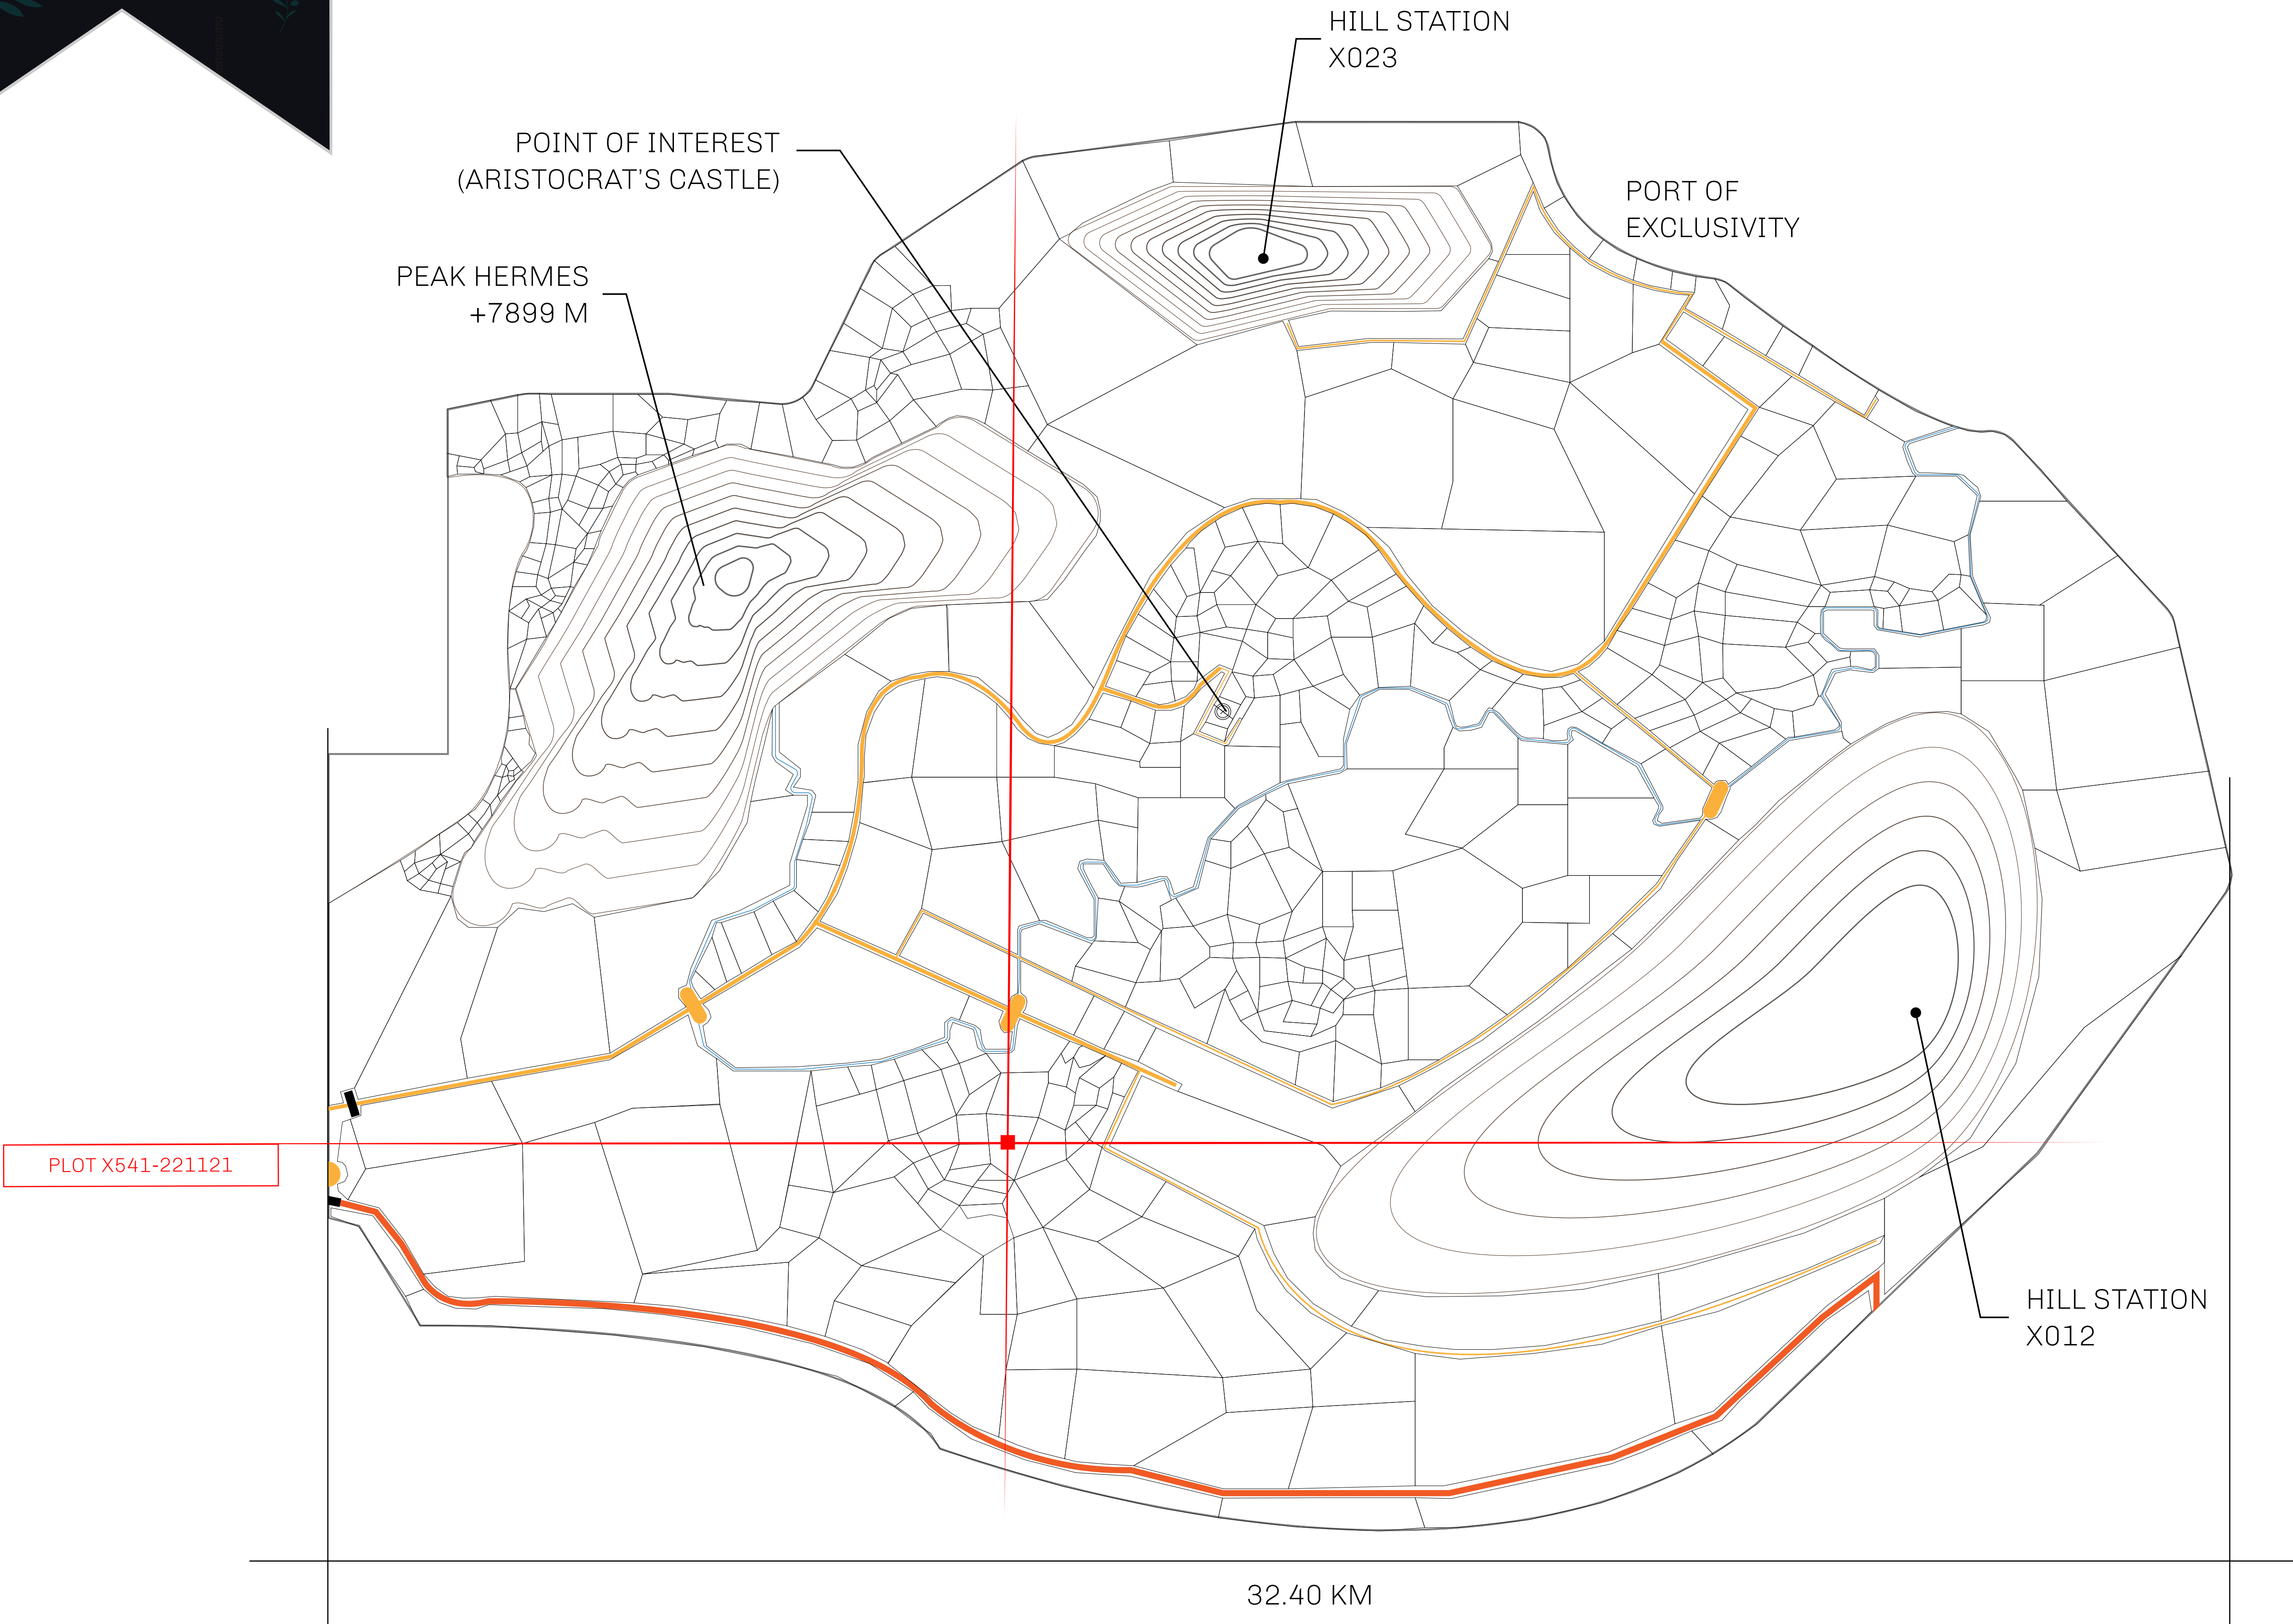 HILL STATION
X023
POINT OF INTEREST
(ARISTOCRAT'S CASTLE)
PORT OF
EXCLUSIVITY
PEAK HERMES
+7899 M
PLOT X541-221121
HILL STATION
X012
32.40 KM